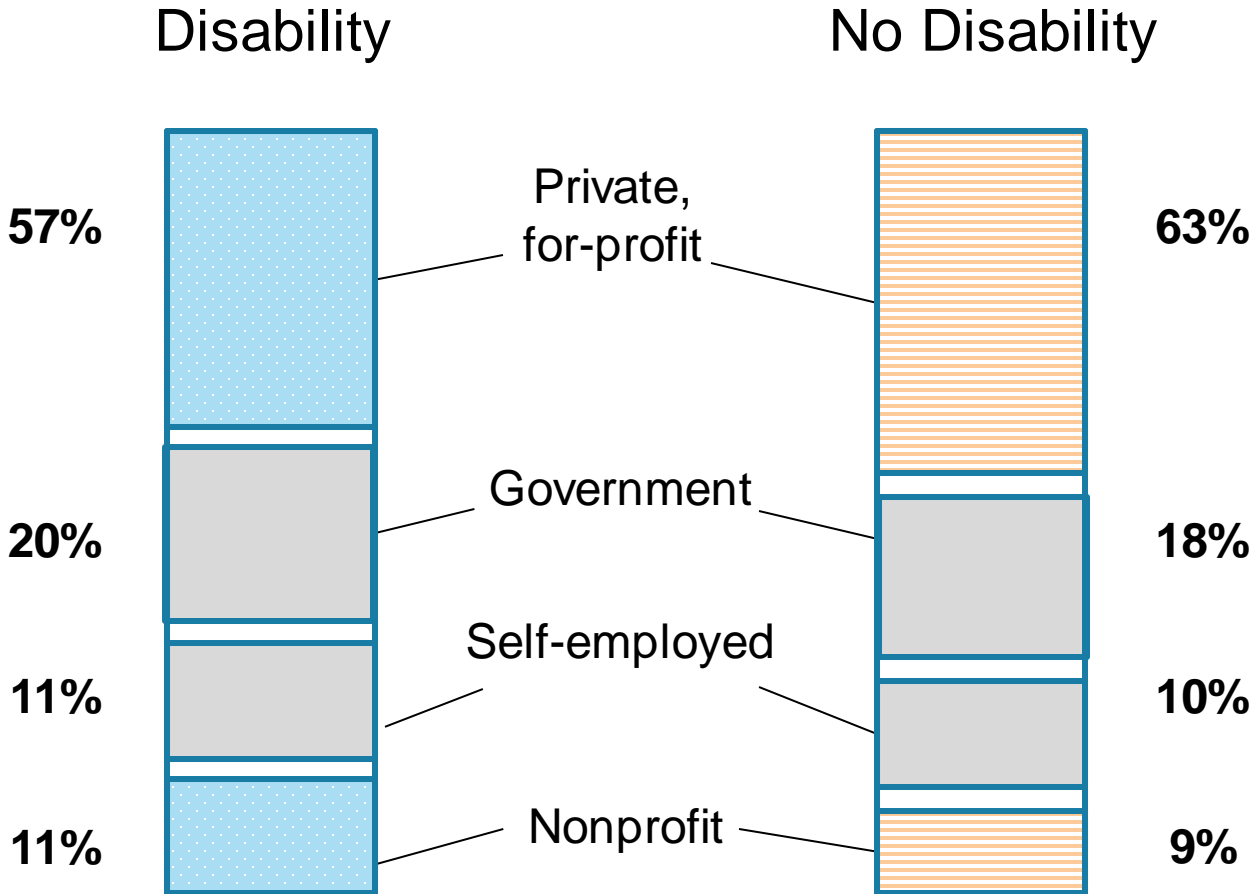 Disability
No Disability
Private,
for-profit
57%
63%
Government
20%
18%
Self-employed
11%
10%
Nonprofit
11%
9%